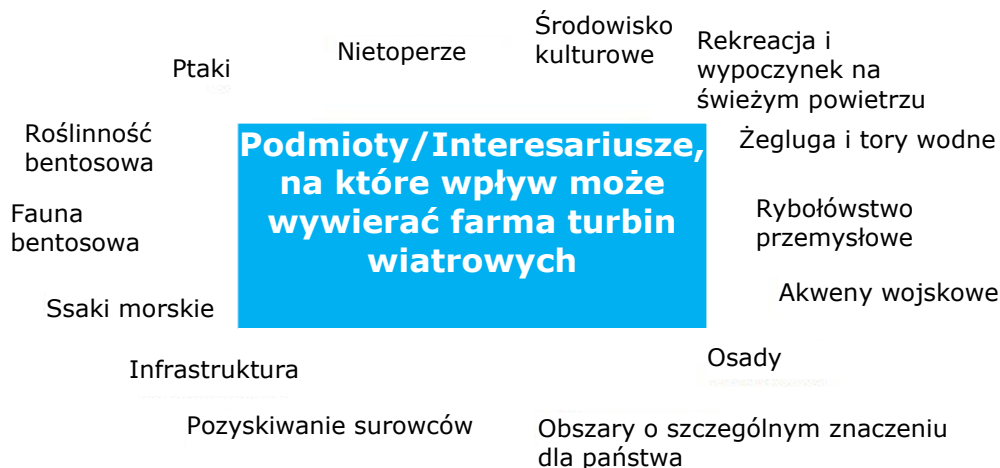 Środowisko
kulturowe
Nietoperze
Rekreacja i
wypoczynek na
świeżym powietrzu
Ptaki
Roślinność
bentosowa
Podmioty/Interesariusze,
na które wpływ może
wywierać farma turbin
wiatrowych
Żegluga i tory wodne
Fauna
bentosowa
Rybołówstwo
przemysłowe
Ssaki morskie
Akweny wojskowe
Infrastruktura
Osady
Pozyskiwanie surowców
Obszary o szczególnym znaczeniu
dla państwa